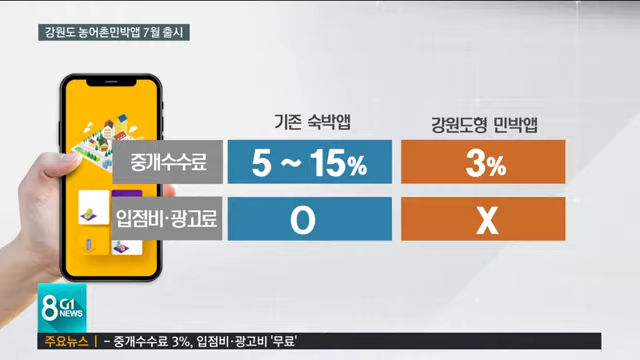 강원도 농어촌민박앱 7월 출시
기존 숙박앱 강원도형 민박앱
중개수수료 5 ~ 15% 3%
입점비·광고료 O X
8 G1 NEWS
주요뉴스 - 중개수수료 3%, 입점비·광고비 '무료'